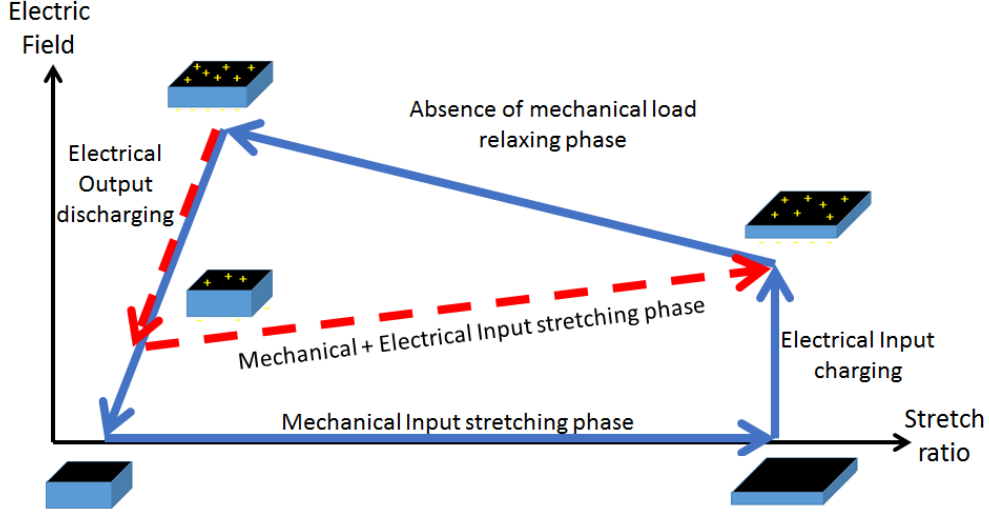 Electric
Field
Absence of mechanical load
relaxing phase
Electrical
Output
discharging
Mechanical + Electrical Input stretching phase
Electrical Input
charging
Mechanical Input stretching phase
Stretch
ratio